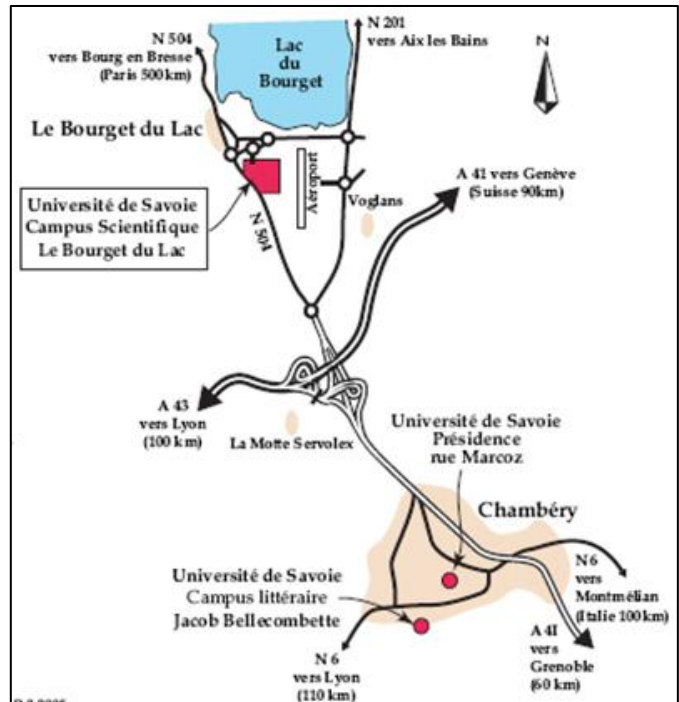 N 504
vers Bourg en Bresse
(Paris 500km)
Lac
du
Bourget
N 201
vers Aix les Bains
N
Le Bourget du Lac
Aéroport
Voglans
A 41 vers Genève
(Suisse 90km)
Université de Savoie
Campus Scientifique
Le Bourget du Lac
N 504
A 43
vers Lyon
(100 km)
La Motte Servolex
Université de Savoie
Présidence
rue Marcoz
Chambéry
Université de Savoie
Campus littéraire
Jacob Bellecombette
N6
vers
Montmélian
(Italie 100km)
A 41
vers
Grenoble
(60 km)
N 6
vers Lyon
(110 km)